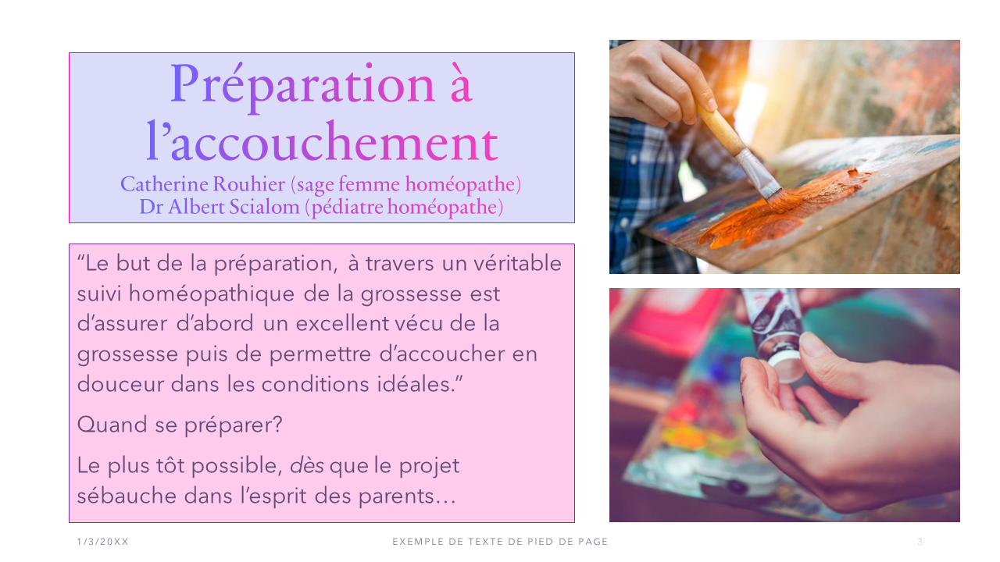 Préparation à
l’accouchement
Catherine Rouhier (sage femme homéopathe)
Dr Albert Scialom (pédiatre homéopathe)
“Le but de la préparation, à travers un véritable
suivi homéopathique de la grossesse est
d’assurer d’abord un excellent vécu de la
grossesse puis de permettre d’accoucher en
douceur dans les conditions idéales.”
Quand se préparer?
Le plus tôt possible, dès que le projet
sébauche dans l’esprit des parents…
1/3/20XX
EXEMPLE DE TEXTE DE PIED DE PAGE
3